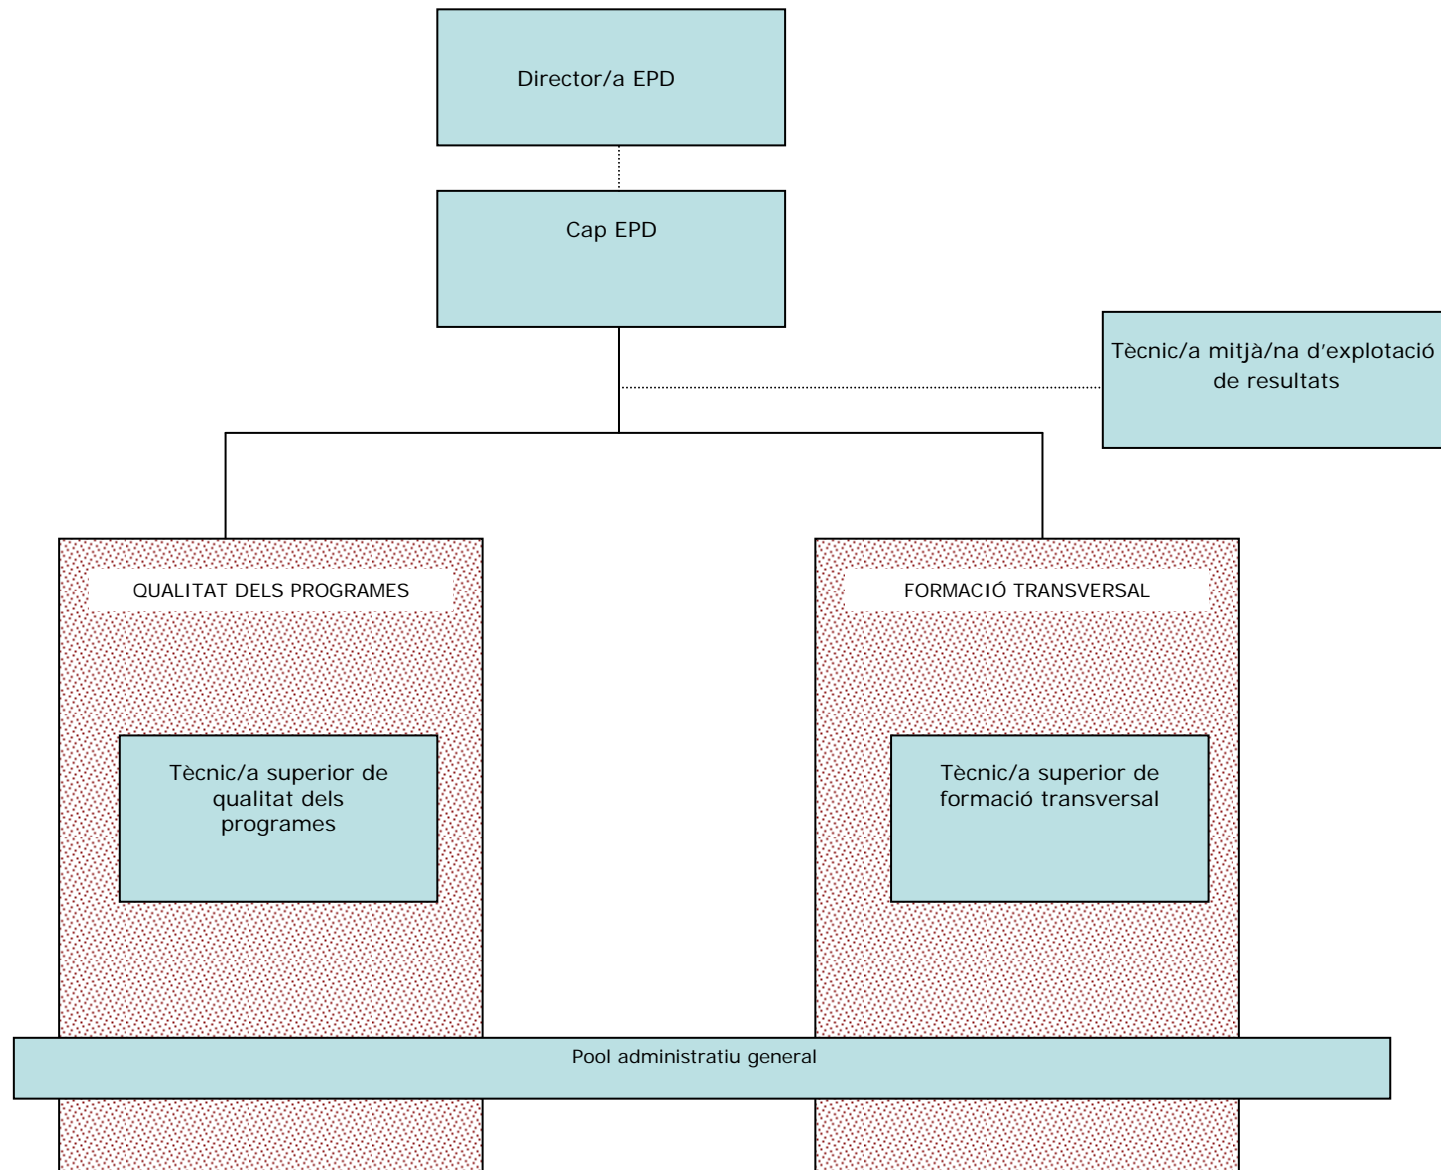 Director/a EPD
Cap EPD
Tècnic/a mitjà/na d'explotació
de resultats
QUALITAT DELS PROGRAMES
FORMACIÓ TRANSVERSAL
Tècnic/a superior de
qualitat dels
programes
Tècnic/a superior de
formació transversal
Pool administratiu general